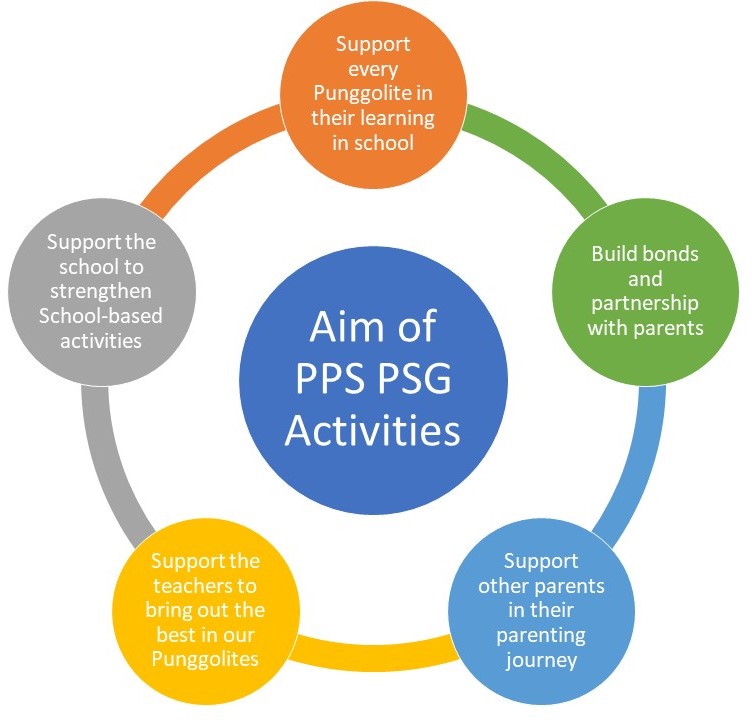 Support
every
Punggolite in
their learning
in school
Build bonds
and
partnership
with parents
Support
other parents
in their
parenting
journey
Support the
teachers to
bring out the
best in our
Punggolites
Support the
school to
strengthen
School-based
activities
Aim of
PPS PSG
Activities